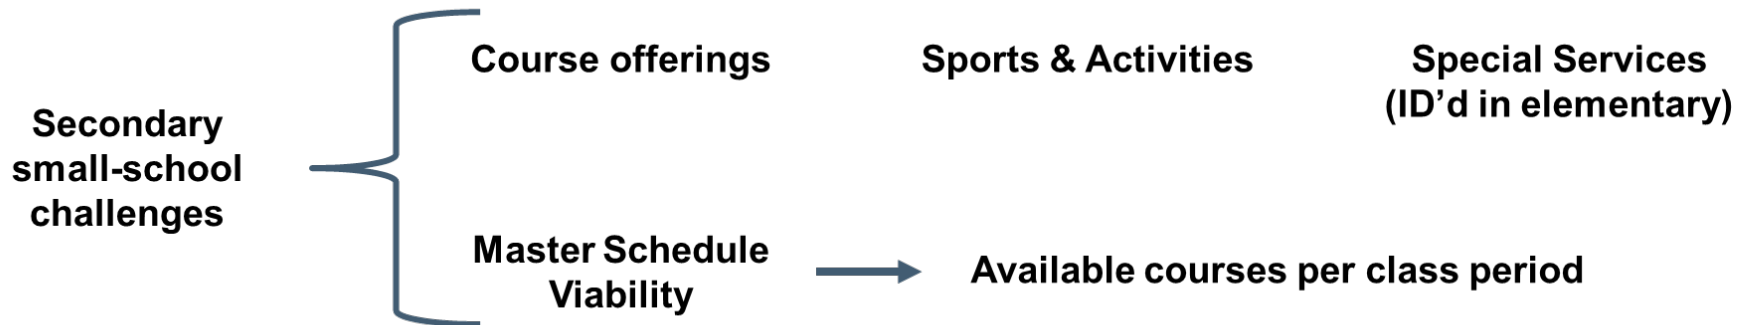 Secondary
small-school
challenges
Course offerings
Sports & Activities
Special Services
(ID’d in elementary)
Master Schedule
Viability
Available courses per class period